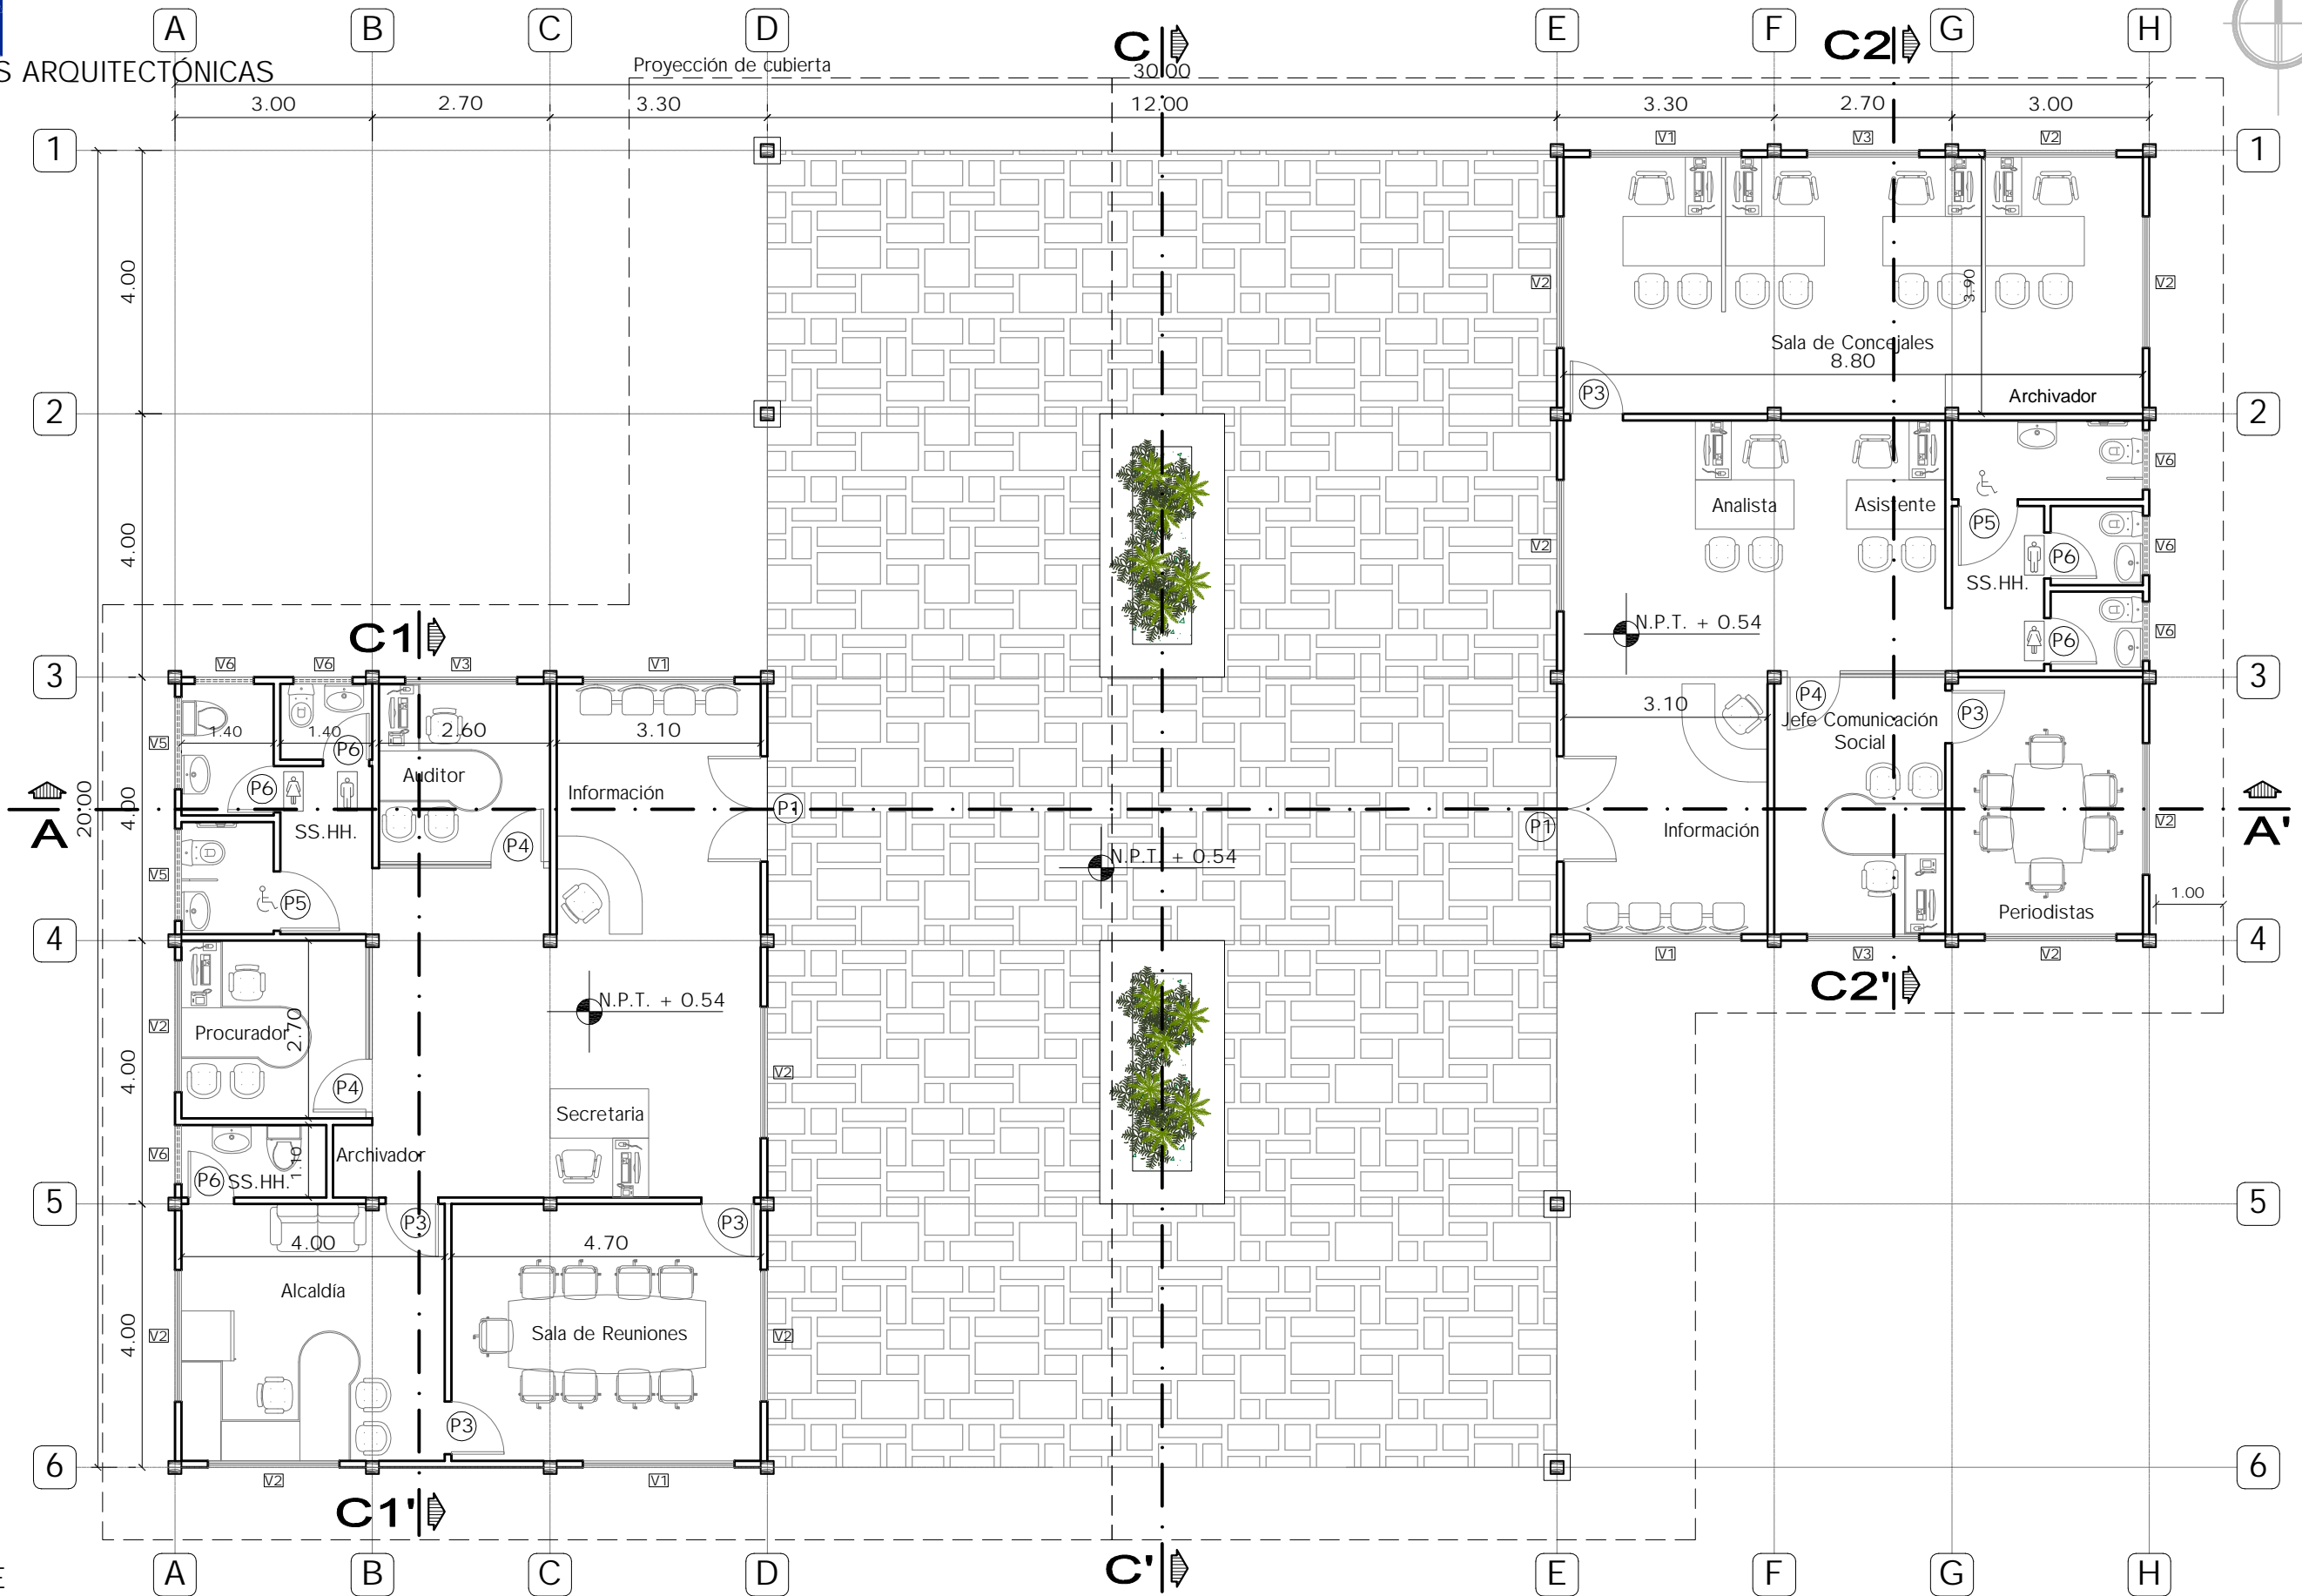 A B C D E F G H
C C2
S ARQUITECTÓNICAS
Proyección de cubierta
30.00
3.00 2.70 3.30 12.00 3.30 2.70 3.00
V1 V3 V2
1 1
4.00
V2 V2
3.90
Sala de Concejales
8.80
P3
Archivador
2 2
V6
Analista Asistente
P5
4.00
V2
V6
P6
SS.HH.
N.P.T. + 0.54
V6
P6
C1
V6 V6 V3 V1
3 3
P4 P3
3.10
Jefe Comunicación
Social
1.40 1.40 2.60 3.10
V5
P6
Auditor
P6
Información
20.00
4.00
P1 P1
A A'
SS.HH.
Información
V2
P4
N.P.T. + 0.54
V5
P5
1.00
Periodistas
4 4
V1 V3 V2
C2'
N.P.T. + 0.54
V2
Procurador
2.70
4.00
V2
P4
Secretaria
V6
Archivador
1.10
P6
SS.HH.
5 5
P3 P3
4.00 4.70
Alcaldía
4.00
V2
Sala de Reuniones
V2
P3
6 6
V2 V1
C1'
C'
A B C D E F G H
E